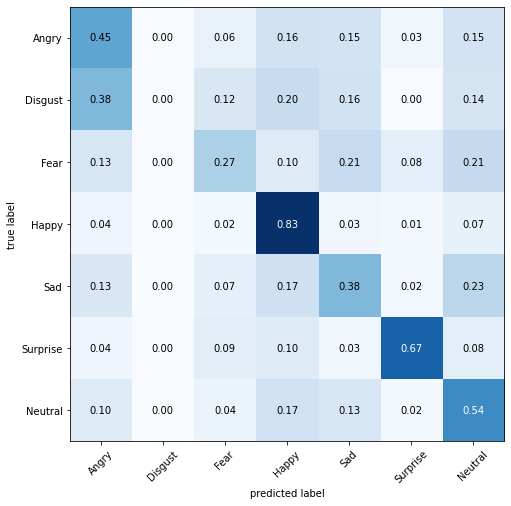 true label
Angry 0.45 0.00 0.06 0.16 0.15 0.03 0.15
Disgust 0.38 0.00 0.12 0.20 0.16 0.00 0.14
Fear 0.13 0.00 0.27 0.10 0.21 0.08 0.21
Happy 0.04 0.00 0.02 0.83 0.03 0.01 0.07
Sad 0.13 0.00 0.07 0.17 0.38 0.02 0.23
Surprise 0.04 0.00 0.09 0.10 0.03 0.67 0.08
Neutral 0.10 0.00 0.04 0.17 0.13 0.02 0.54
Angry Disgust Fear Happy Sad Surprise Neutral
predicted label